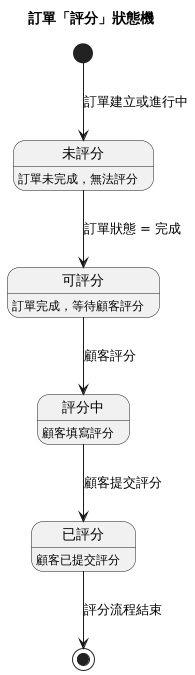 訂單「評分」狀態機
訂單建立或進行中
未評分
訂單未完成，無法評分
訂單狀態 = 完成
可評分
訂單完成，等待顧客評分
顧客評分
評分中
顧客填寫評分
顧客提交評分
已評分
顧客已提交評分
評分流程結束